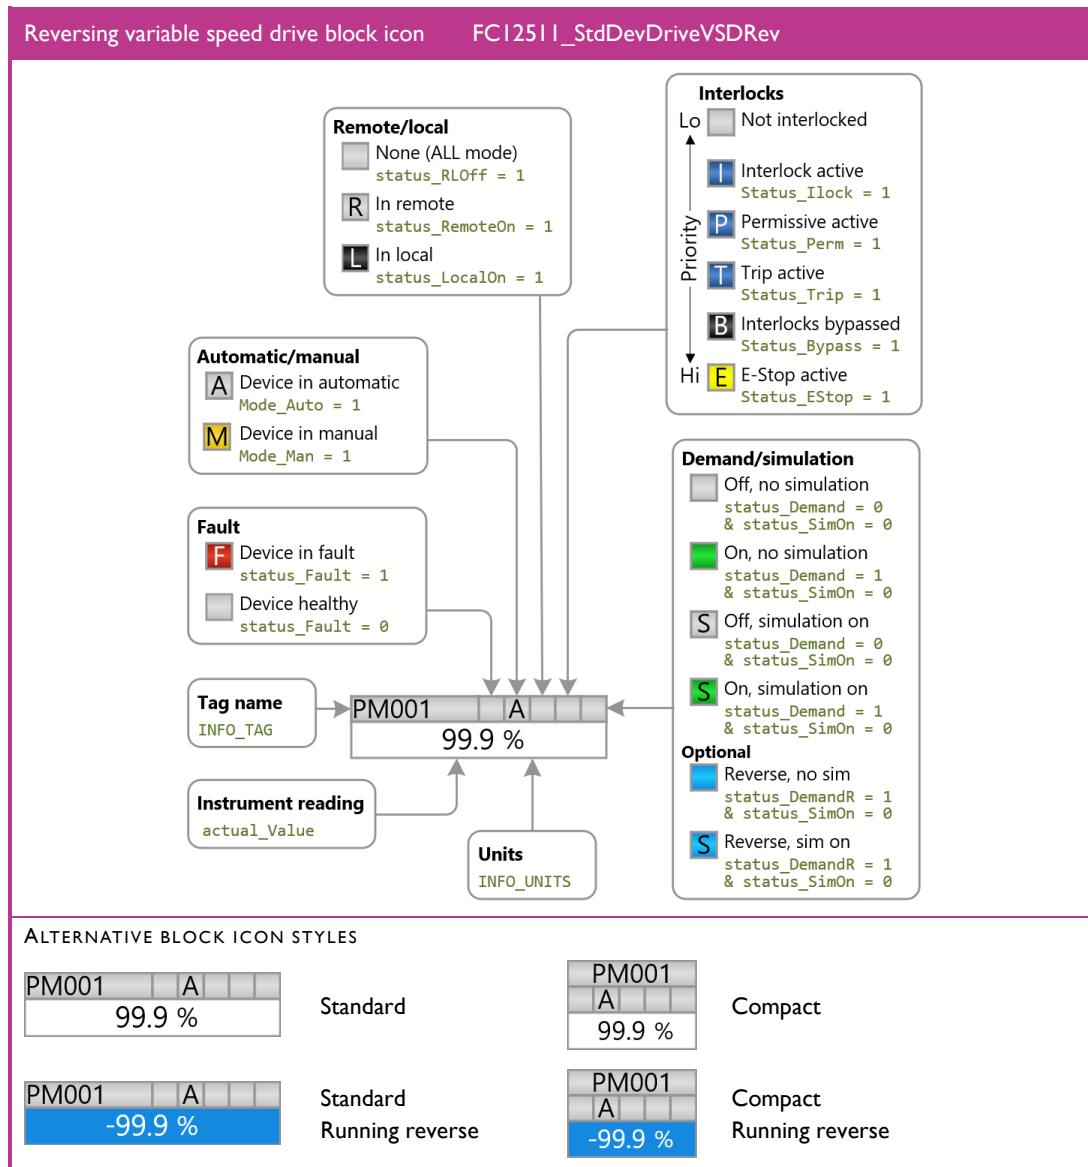 Reversing variable speed drive block icon FC12511_StdDevDriveVSDRev
Remote/local
None (ALL mode)
status_RLOff = 1
R In remote
status_RemoteOn = 1
L In local
status_LocalOn = 1
Interlocks
Lo Not interlocked
Priority
I Interlock active
Status_Ilock = 1
P Permissive active
Status_Perm = 1
T Trip active
Status_Trip = 1
B Interlocks bypassed
Status_Bypass = 1
Hi E E-Stop active
Status_EStop = 1
Automatic/manual
A Device in automatic
Mode_Auto = 1
M Device in manual
Mode_Man = 1
Fault
F Device in fault
status_Fault = 1
Device healthy
status_Fault = 0
Demand/simulation
Off, no simulation
status_Demand = 0
& status_SimOn = 0
On, no simulation
status_Demand = 1
& status_SimOn = 0
S Off, simulation on
status_Demand = 0
& status_SimOn = 0
S On, simulation on
status_Demand = 1
& status_SimOn = 0
Optional
Reverse, no sim
status_DemandR = 1
& status_SimOn = 0
S Reverse, sim on
status_DemandR = 1
& status_SimOn = 0
Tag name
INFO_TAG
PM001 A
99.9 %
Instrument reading
actual_Value
Units
INFO_UNITS
ALTERNATIVE BLOCK ICON STYLES
PM001 A
99.9 %
Standard
PM001
A
99.9 %
Compact
PM001 A
-99.9 %
Standard
Running reverse
PM001
A
-99.9 %
Compact
Running reverse